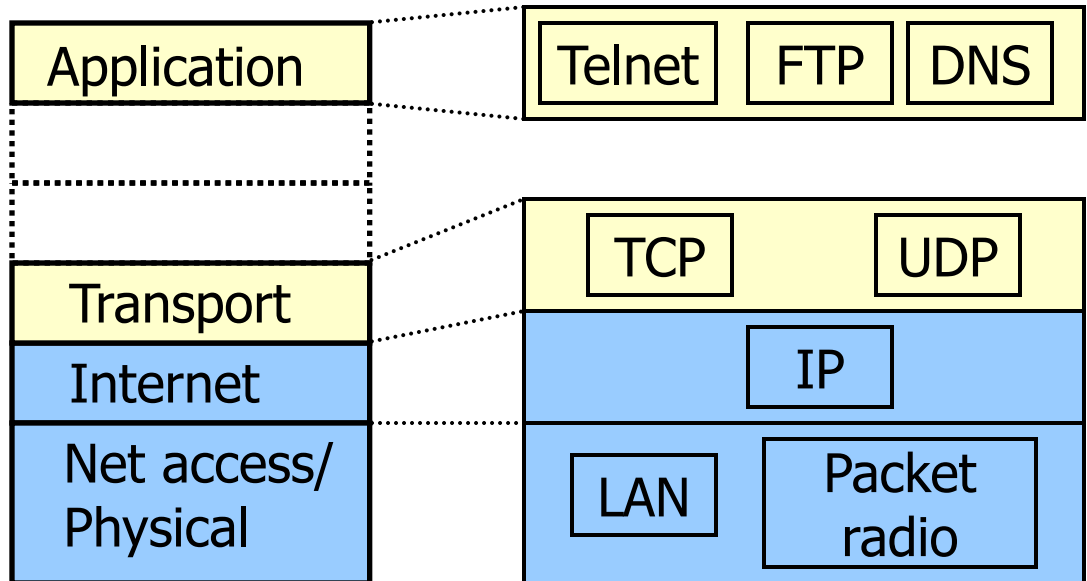 Application
Telnet
FTP
DNS
Transport
TCP
UDP
Internet
IP
Net access/
Physical
LAN
Packet
radio